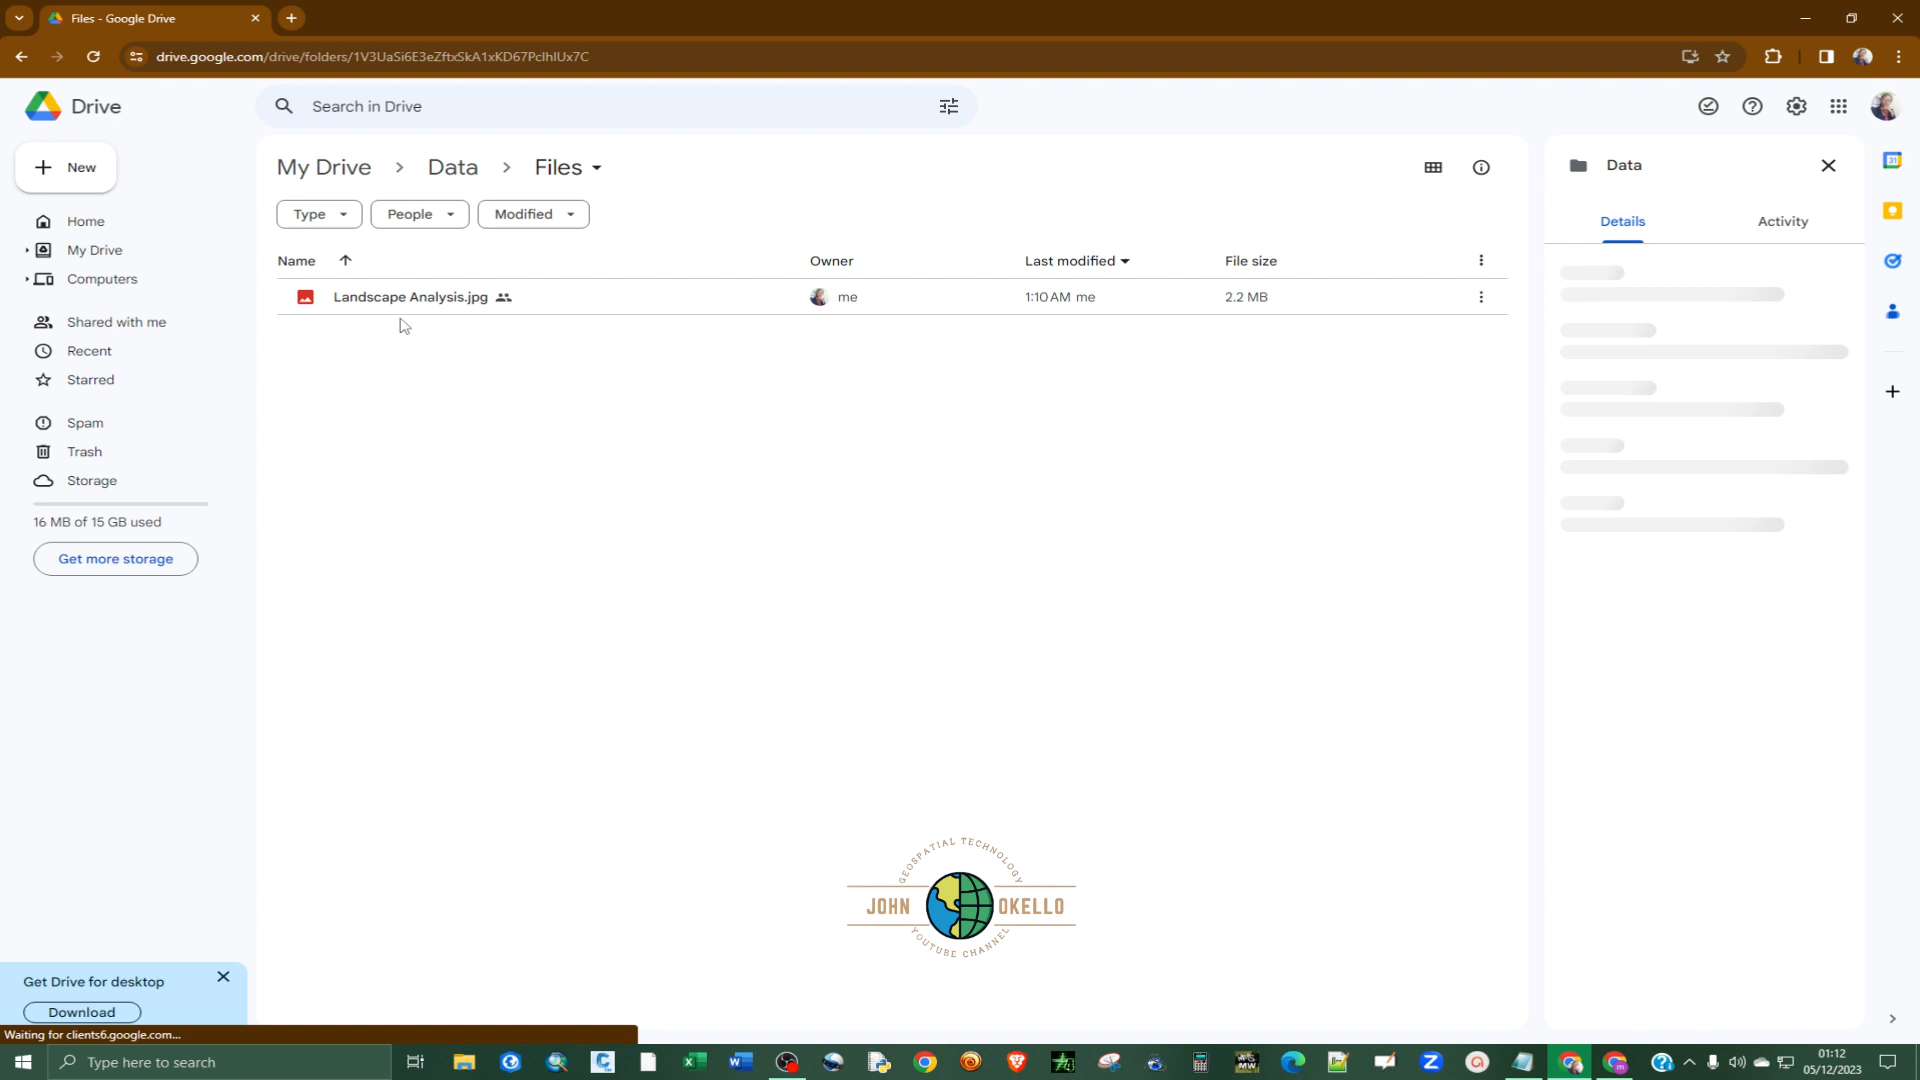 Files - Google Drive
drive.google.com/drive/folders/1V3UaSi6E3eZftxSkA1xKD67PcIhIUx7C
Drive
Search in Drive
New
My Drive > Data > Files
Data
Type
People
Modified
Details
Activity
Home
My Drive
Computers
Shared with me
Recent
Starred
Spam
Trash
Storage
16 MB of 15 GB used
Get more storage
Name
Owner
Last modified
File size
Landscape Analysis.jpg
me
1:10 AM me
2.2 MB
31
GEOSPATIAL TECHNOLOGY
JOHN OKELLO
YOUTUBE CHANNEL
Get Drive for desktop
Download
Waiting for clients6.google.com...
Type here to search
01:12
05/12/2023